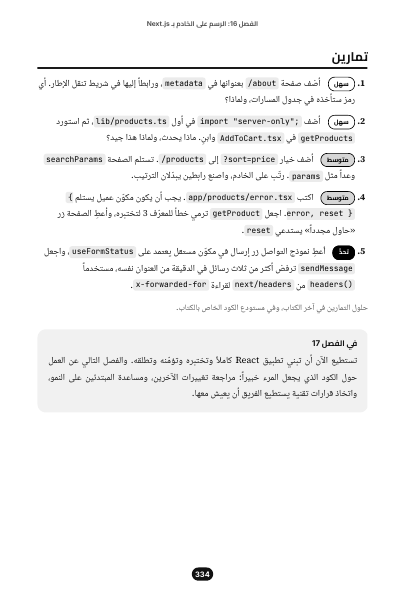 الفصل 16: الرسم على الخادم بـ Next.js
تمارين
1. سهل أضف صفحة /about بعنوانها في metadata، ورابطاً إليها في شريط تنقل الإطار. أي
رمز ستأخذه في جدول المسارات، ولماذا؟
2. سهل أضف import "server-only"; في أول lib/products.ts، ثم استورد
getProducts في AddToCart.tsx وابنِ. ماذا يحدث، ولماذا هذا جيد؟
3. متوسط أضف خيار ?sort=price إلى /products. تستلم الصفحة searchParams
وعداً مثل params. رتّب على الخادم، واصنع رابطين يبدّلان الترتيب.
4. متوسط اكتب app/products/error.tsx. يجب أن يكون مكوّن عميل يستلم {
error, reset }. اجعل getProduct ترمي خطأ للمعرّف 3 لتختبره، وأعطِ الصفحة زر
«حاول مجدداً» يستدعي reset.
5. تحدٍّ أعطِ نموذج التواصل زر إرسال في مكوّن مستقل يعتمد على useFormStatus، واجعل
sendMessage ترفض أكثر من ثلاث رسائل في الدقيقة من العنوان نفسه، مستخدماً
headers() من next/headers لقراءة x-forwarded-for.
حلول التمارين في آخر الكتاب، وفي مستودع الكود الخاص بالكتاب.
في الفصل 17
تستطيع الآن أن تبني تطبيق React كاملاً وتختبره وتؤمّنه وتطلقه. والفصل التالي عن العمل
حول الكود الذي يجعل المرء خبيراً: مراجعة تغييرات الآخرين، ومساعدة المبتدئين على النمو،
واتخاذ قرارات تقنية يستطيع الفريق أن يعيش معها.
334